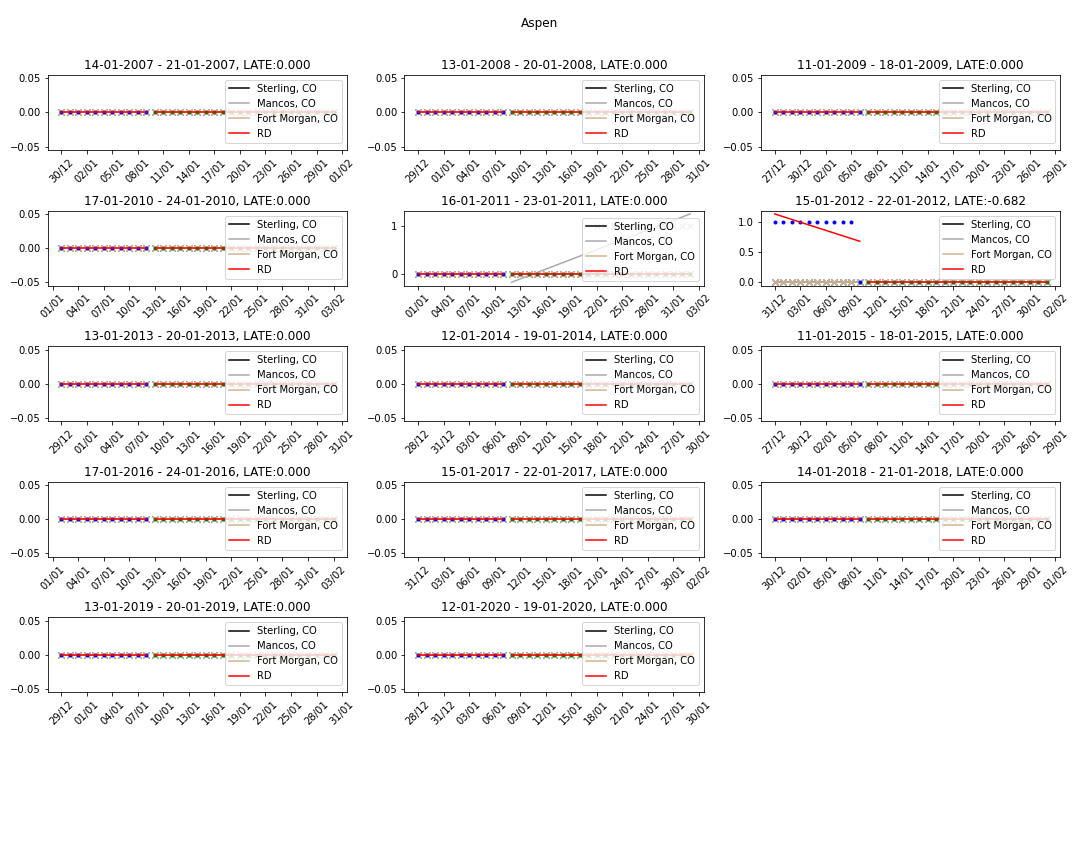 Aspen
14-01-2007 - 21-01-2007, LATE:0.000
0.05
0.00
−0.05
Sterling, CO
Mancos, CO
Fort Morgan, CO
RD
30/12 02/01 05/01 08/01 11/01 14/01 17/01 20/01 23/01 26/01 29/01 01/02
13-01-2008 - 20-01-2008, LATE:0.000
0.05
0.00
−0.05
Sterling, CO
Mancos, CO
Fort Morgan, CO
RD
29/12 01/01 04/01 07/01 10/01 13/01 16/01 19/01 22/01 25/01 28/01 31/01
11-01-2009 - 18-01-2009, LATE:0.000
0.05
0.00
−0.05
Sterling, CO
Mancos, CO
Fort Morgan, CO
RD
27/12 30/12 02/01 05/01 08/01 11/01 14/01 17/01 20/01 23/01 26/01 29/01
17-01-2010 - 24-01-2010, LATE:0.000
0.05
0.00
−0.05
Sterling, CO
Mancos, CO
Fort Morgan, CO
RD
01/01 04/01 07/01 10/01 13/01 16/01 19/01 22/01 25/01 28/01 31/01 03/02
16-01-2011 - 23-01-2011, LATE:0.000
1
0
Sterling, CO
Mancos, CO
Fort Morgan, CO
RD
01/01 04/01 07/01 10/01 13/01 16/01 19/01 22/01 25/01 28/01 31/01 03/02
15-01-2012 - 22-01-2012, LATE:-0.682
1.0
0.5
0.0
Sterling, CO
Mancos, CO
Fort Morgan, CO
RD
31/12 03/01 06/01 09/01 12/01 15/01 18/01 21/01 24/01 27/01 30/01 02/02
13-01-2013 - 20-01-2013, LATE:0.000
0.05
0.00
−0.05
Sterling, CO
Mancos, CO
Fort Morgan, CO
RD
29/12 01/01 04/01 07/01 10/01 13/01 16/01 19/01 22/01 25/01 28/01 31/01
12-01-2014 - 19-01-2014, LATE:0.000
0.05
0.00
−0.05
Sterling, CO
Mancos, CO
Fort Morgan, CO
RD
28/12 31/12 03/01 06/01 09/01 12/01 15/01 18/01 21/01 24/01 27/01 30/01
11-01-2015 - 18-01-2015, LATE:0.000
0.05
0.00
−0.05
Sterling, CO
Mancos, CO
Fort Morgan, CO
RD
27/12 30/12 02/01 05/01 08/01 11/01 14/01 17/01 20/01 23/01 26/01 29/01
17-01-2016 - 24-01-2016, LATE:0.000
0.05
0.00
−0.05
Sterling, CO
Mancos, CO
Fort Morgan, CO
RD
01/01 04/01 07/01 10/01 13/01 16/01 19/01 22/01 25/01 28/01 31/01 03/02
15-01-2017 - 22-01-2017, LATE:0.000
0.05
0.00
−0.05
Sterling, CO
Mancos, CO
Fort Morgan, CO
RD
31/12 03/01 06/01 09/01 12/01 15/01 18/01 21/01 24/01 27/01 30/01 02/02
14-01-2018 - 21-01-2018, LATE:0.000
0.05
0.00
−0.05
Sterling, CO
Mancos, CO
Fort Morgan, CO
RD
30/12 02/01 05/01 08/01 11/01 14/01 17/01 20/01 23/01 26/01 29/01 01/02
13-01-2019 - 20-01-2019, LATE:0.000
0.05
0.00
−0.05
Sterling, CO
Mancos, CO
Fort Morgan, CO
RD
29/12 01/01 04/01 07/01 10/01 13/01 16/01 19/01 22/01 25/01 28/01 31/01
12-01-2020 - 19-01-2020, LATE:0.000
0.05
0.00
−0.05
Sterling, CO
Mancos, CO
Fort Morgan, CO
RD
28/12 31/12 03/01 06/01 09/01 12/01 15/01 18/01 21/01 24/01 27/01 30/01